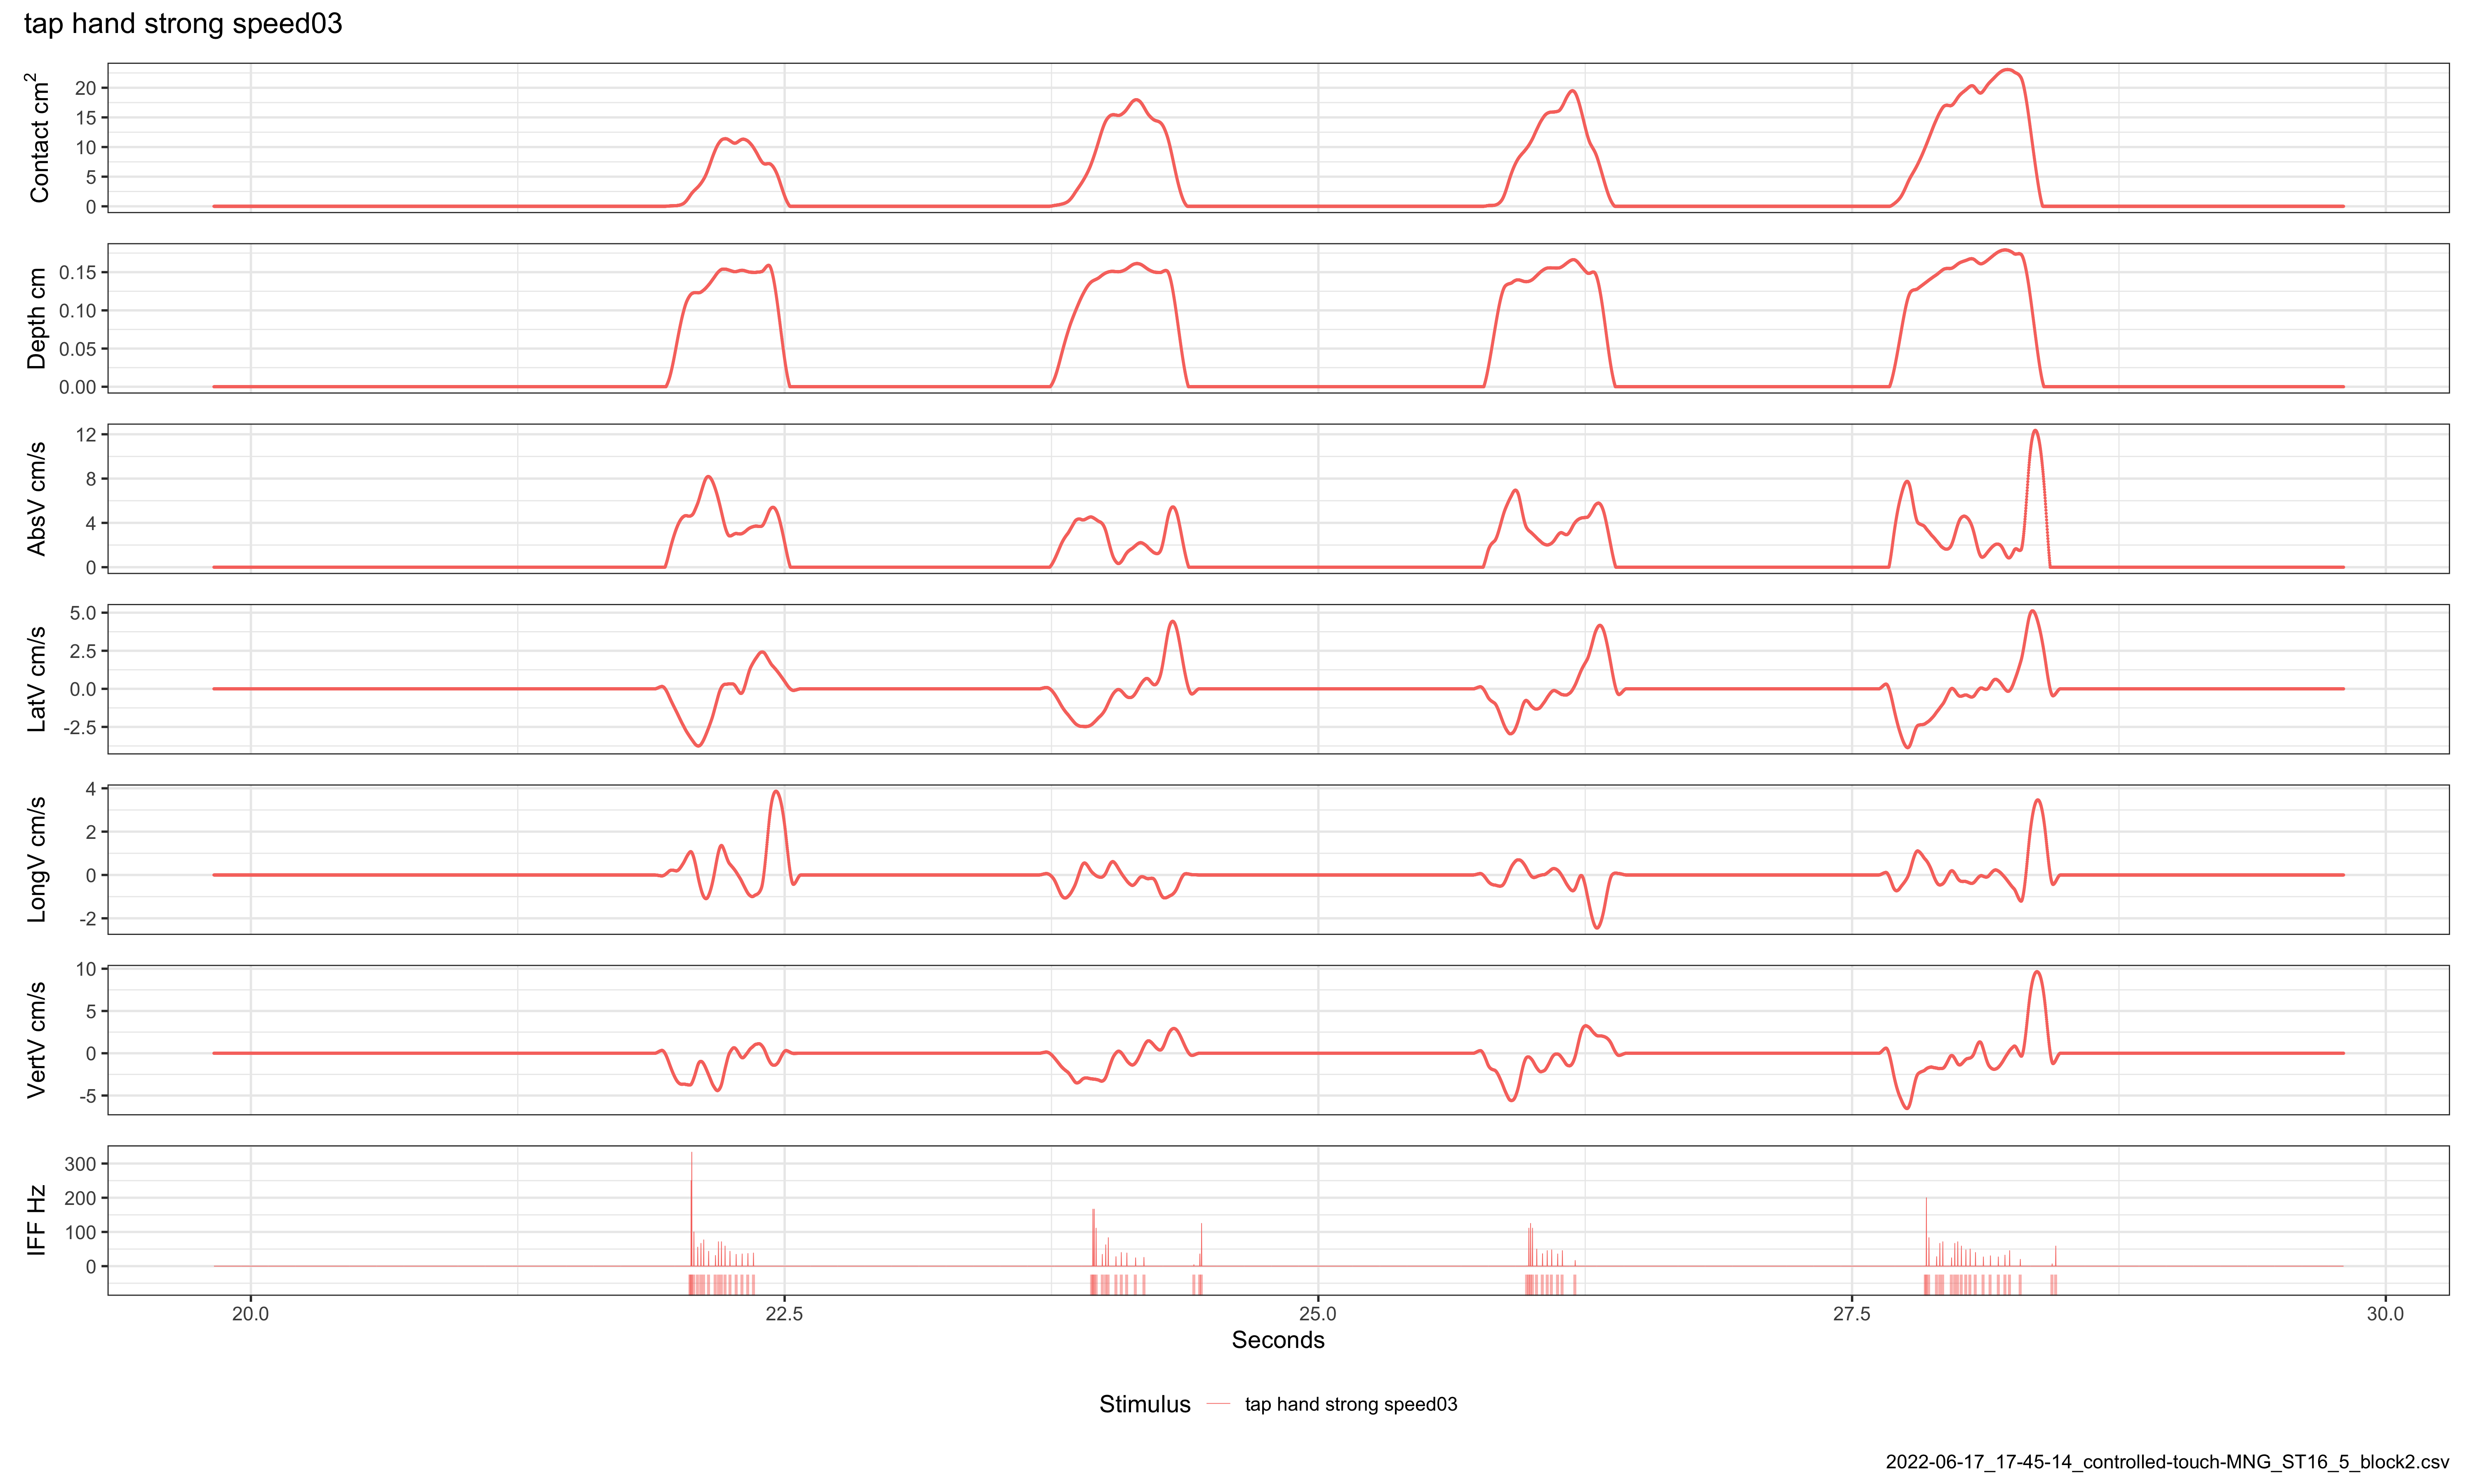 tap hand strong speed03
Contact cm²
20
15
10
5
0
Depth cm
0.15
0.10
0.05
0.00
AbsV cm/s
12
8
4
0
LatV cm/s
5.0
2.5
0.0
-2.5
LongV cm/s
4
2
0
-2
VertV cm/s
10
5
0
-5
IFF Hz
300
200
100
0
20.0 22.5 25.0 27.5 30.0
Seconds
Stimulus tap hand strong speed03
2022-06-17_17-45-14_controlled-touch-MNG_ST16_5_block2.csv